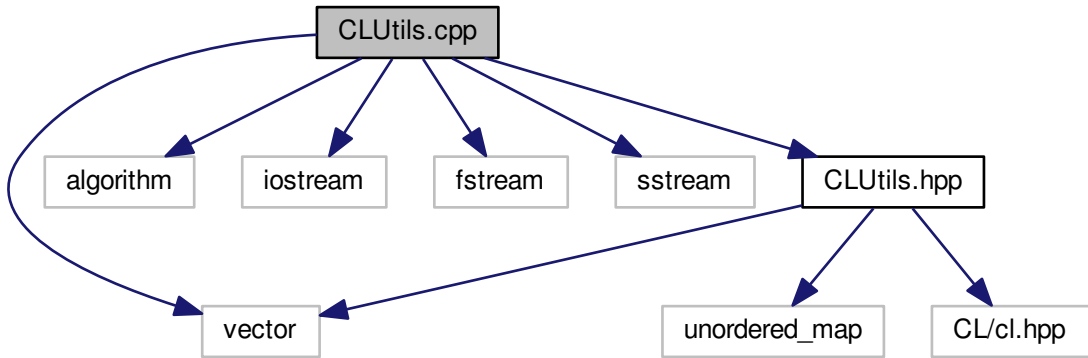 CLUtils.cpp
algorithm
iostream
fstream
sstream
CLUtils.hpp
vector
unordered_map
CL/cl.hpp